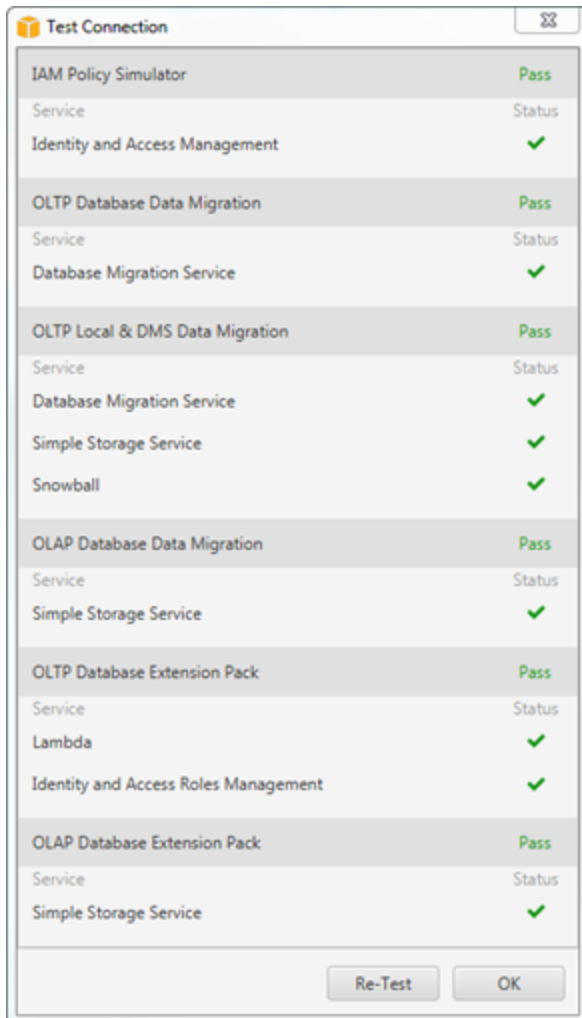 Test Connection
IAM Policy Simulator Pass
Service Status
Identity and Access Management
OLTP Database Data Migration Pass
Service Status
Database Migration Service
OLTP Local & DMS Data Migration Pass
Service Status
Database Migration Service
Simple Storage Service
Snowball
OLAP Database Data Migration Pass
Service Status
Simple Storage Service
OLTP Database Extension Pack Pass
Service Status
Lambda
Identity and Access Roles Management
OLAP Database Extension Pack Pass
Service Status
Simple Storage Service
Re-Test OK